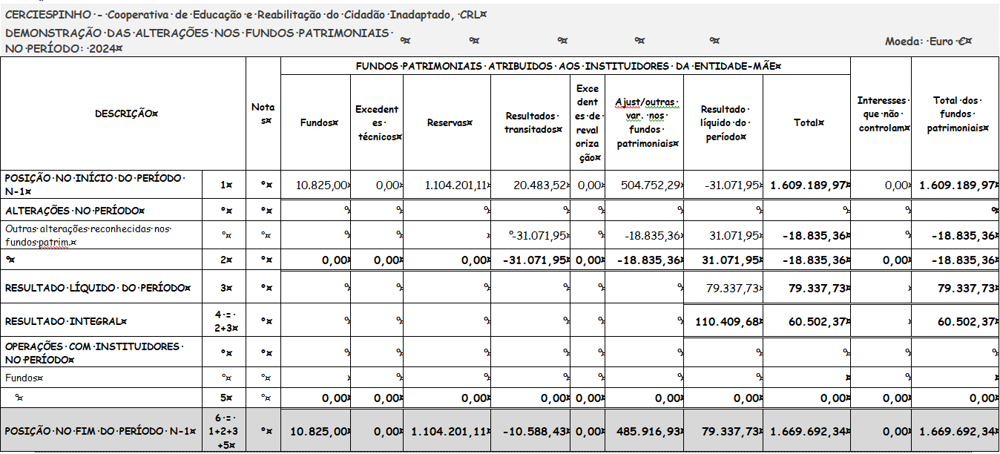 CERCIESPINHO - Cooperativa de Educação e Reabilitação do Cidadão Inadaptado, CRL¤
DEMONSTRAÇÃO DAS ALTERAÇÕES NOS FUNDOS PATRIMONIAIS
NO PERÍODO: 2024¤ Moeda: Euro €¤
FUNDOS PATRIMONIAIS ATRIBUIDOS AOS INSTITUIDORES DA ENTIDADE-MÃE¤
DESCRIÇÃO¤
Nota
s¤
Fundos¤
Excedent
es
técnicos¤
Reservas¤
Resultados
transitados¤
Exce
dent
es de
reval
oriza
ção¤
Ajust/outras
var. nos
fundos
patrimoniais¤
Resultado
líquido do
período¤
Total¤
Interesses
que não
controlam¤
Total dos
fundos
patrimoniais¤
POSIÇÃO NO INÍCIO DO PERÍODO
N-1¤ 1¤ 10.825,00 0,00 1.104.201,11 20.483,52 0,00 504.752,29 -31.071,95 1.609.189,97 0,00 1.609.189,97
ALTERAÇÕES NO PERÍODO¤
Outras alterações reconhecidas nos
fundos patrim.¤ -31.071,95 -18.835,36 31.071,95 -18.835,36 -18.835,36
2¤ 0,00 0,00 0,00 -31.071,95 0,00 -18.835,36 31.071,95 -18.835,36 0,00 -18.835,36
RESULTADO LÍQUIDO DO PERÍODO¤ 3¤ 79.337,73 79.337,73 79.337,73
RESULTADO INTEGRAL¤ 4 =
2+3¤ 110.409,68 60.502,37 60.502,37
OPERAÇÕES COM INSTITUIDORES
NO PERÍODO¤
Fundos¤
5¤ 0,00 0,00 0,00 0,00 0,00 0,00 0,00 0,00 0,00 0,00
POSIÇÃO NO FIM DO PERÍODO N-1¤ 6 =
1+2+3
+5¤ 10.825,00 0,00 1.104.201,11 -10.588,43 0,00 485.916,93 79.337,73 1.669.692,34 0,00 1.669.692,34